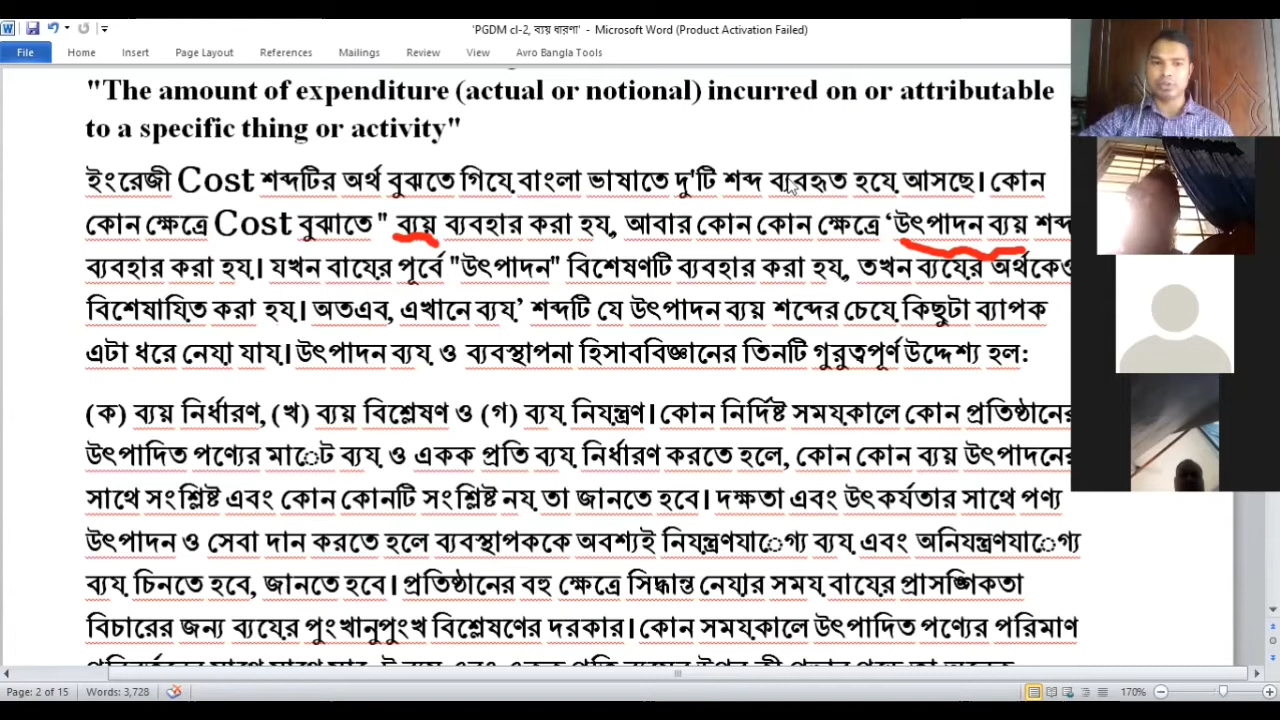 'PGDM cl-2, ব্যয় ধারণা' - Microsoft Word (Product Activation Failed)
File Home Insert Page Layout References Mailings Review View Avro Bangla Tools
"The amount of expenditure (actual or notional) incurred on or attributable
to a specific thing or activity"
ইংরেজী Cost শব্দটির অর্থ বুঝতে গিযে় বাংলা ভাষাতে দু'টি শব্দ ব্যবহৃত হযে় আসছে। কোন
কোন ক্ষেত্রে Cost বুঝাতে " ব্যয় ব্যবহার করা হয়, আবার কোন কোন ক্ষেত্রে ‘উৎপাদন ব্যয় শব্দ
ব্যবহার করা হয়। যখন বাযে়র পূর্বে "উৎপাদন" বিশেষণটি ব্যবহার করা হয়, তখন ব্যযে়র অর্থকেও
বিশেষাযি়ত করা হয়। অতএব, এখানে ব্যয়’ শব্দটি যে উৎপাদন ব্যয় শব্দের চেযে় কিছুটা ব্যাপক
এটা ধরে নেযা় যায়। উৎপাদন ব্যয় ও ব্যবস্থাপনা হিসাববিজ্ঞানের তিনটি গুরুত্বপূর্ণ উদ্দেশ্য হল:
(ক) ব্যয় নির্ধারণ, (খ) ব্যয় বিশ্লেষণ ও (গ) ব্যয় নিযন়্ত্রণ। কোন নির্দিষ্ট সময়কালে কোন প্রতিষ্ঠানের
উৎপাদিত পণ্যের মােট ব্যয় ও একক প্রতি ব্যয় নির্ধারণ করতে হলে, কোন কোন ব্যয় উৎপাদনের
সাথে সংশ্লিষ্ট এবং কোন কোনটি সংশ্লিষ্ট নয় তা জানতে হবে। দক্ষতা এবং উৎকর্যতার সাথে পণ্য
উৎপাদন ও সেবা দান করতে হলে ব্যবস্থাপককে অবশ্যই নিযন়্ত্রণযােগ্য ব্যয় এবং অনিযন়্ত্রণযােগ্য
ব্যয় চিনতে হবে, জানতে হবে। প্রতিষ্ঠানের বহু ক্ষেত্রে সিদ্ধান্ত নেযা়র সময় বাযে়র প্রাসঙ্গিকতা
বিচারের জন্য ব্যযে়র পুংখানুপুংখ বিশ্লেষণের দরকার। কোন সময়কালে উৎপাদিত পণ্যের পরিমাণ
Page: 2 of 15 Words: 3,728 170%